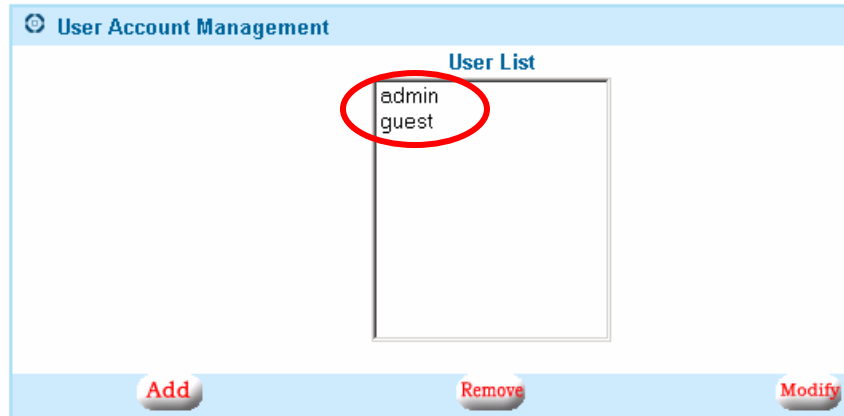 User Account Management
User List
admin
guest
Add
Remove
Modify